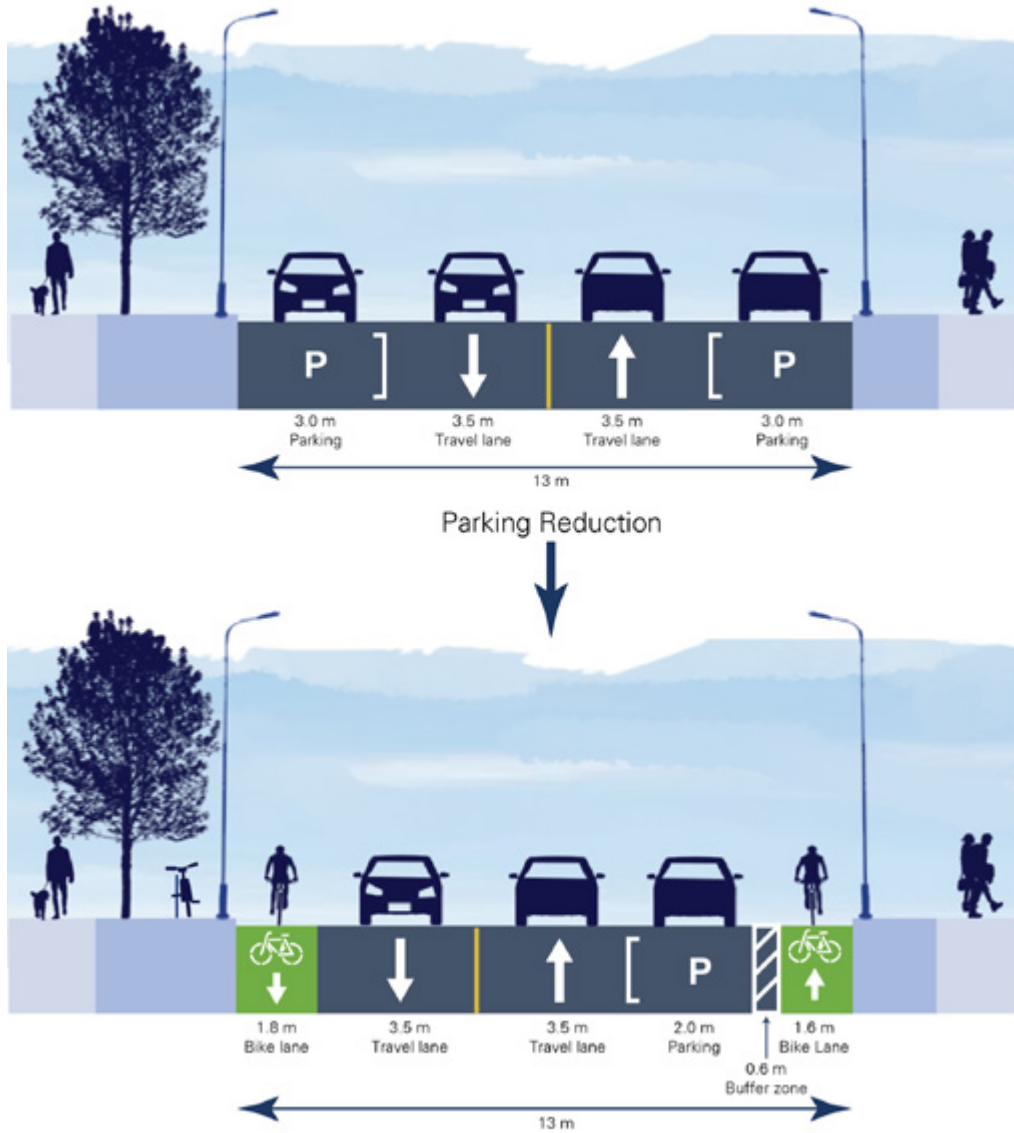 P
P
3.0 m
Parking
3.5 m
Travel lane
3.5 m
Travel lane
3.0 m
Parking
13 m
Parking Reduction
P
1.8 m
Bike lane
3.5 m
Travel lane
3.5 m
Travel lane
2.0 m
Parking
1.6 m
Bike Lane
0.6 m
Buffer zone
13 m